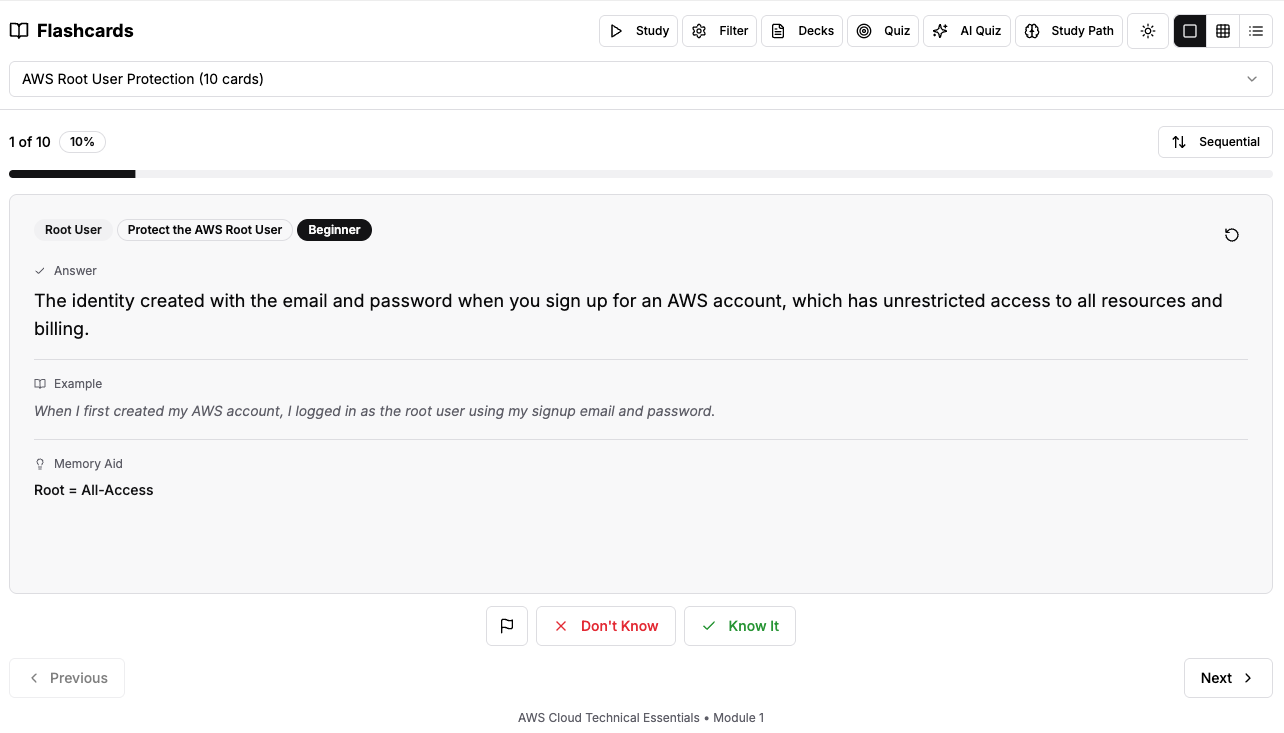 Flashcards
Study
Filter
Decks
Quiz
AI Quiz
Study Path
AWS Root User Protection (10 cards)
1 of 10
10%
Sequential
Root User
Protect the AWS Root User
Beginner
Answer
The identity created with the email and password when you sign up for an AWS account, which has unrestricted access to all resources and
billing.
Example
When I first created my AWS account, I logged in as the root user using my signup email and password.
Memory Aid
Root = All-Access
Don't Know
Know It
Previous
Next
AWS Cloud Technical Essentials • Module 1